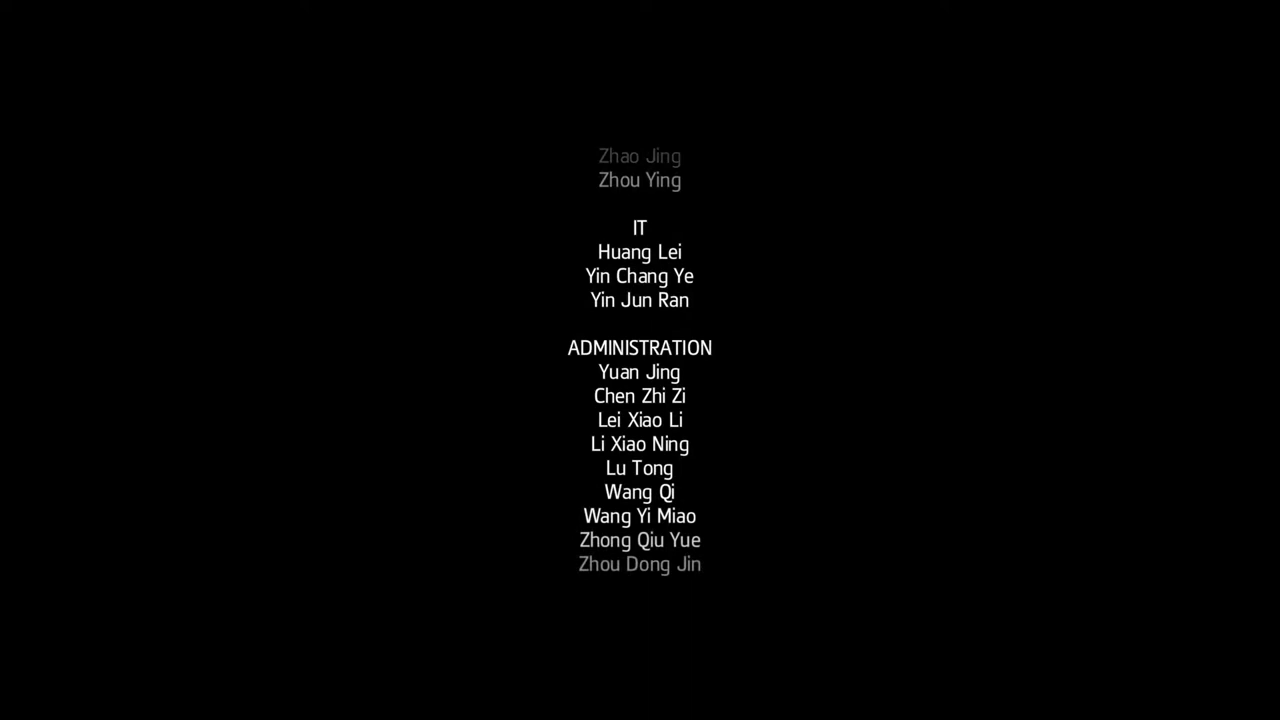 Zhao Jing
Zhou Ying
IT
Huang Lei
Yin Chang Ye
Yin Jun Ran
ADMINISTRATION
Yuan Jing
Chen Zhi Zi
Lei Xiao Li
Li Xiao Ning
Lu Tong
Wang Qi
Wang Yi Miao
Zhong Qiu Yue
Zhou Dong Jin